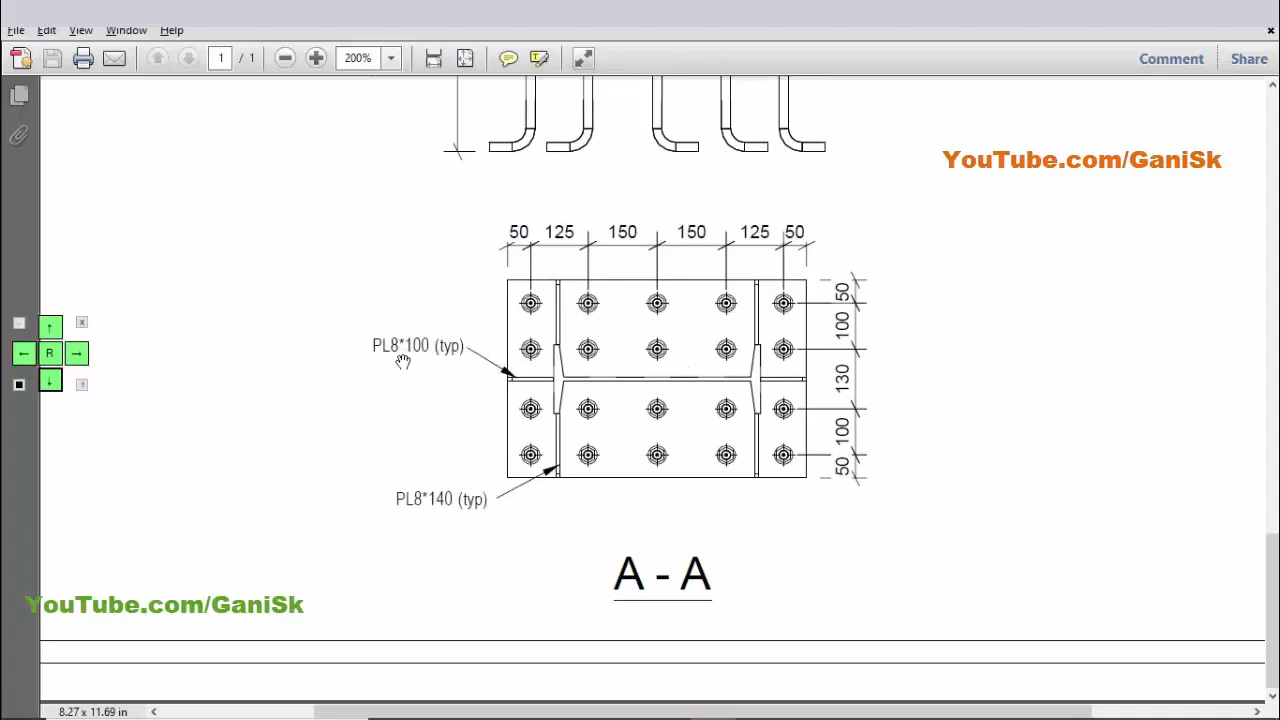 File Edit View Window Help
1 / 1 200% Comment Share
YouTube.com/GaniSk
50 125 150 150 125 50
50
100
130
100
50
PL8*100 (typ)
R
PL8*140 (typ)
A - A
YouTube.com/GaniSk
8.27 x 11.69 in